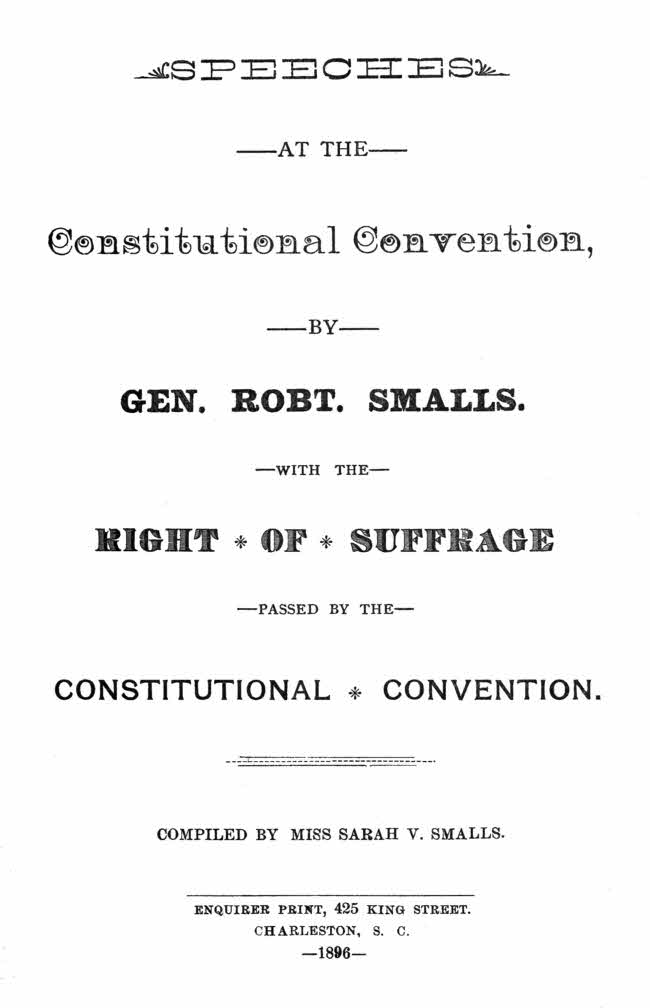 SPEECHES
—AT THE—
Constitutional Convention,
—BY—
GEN. ROBT. SMALLS.
—WITH THE—
RIGHT * OF * SUFFRAGE
—PASSED BY THE—
CONSTITUTIONAL * CONVENTION.
COMPILED BY MISS SARAH V. SMALLS.
ENQUIRER PRINT, 425 KING STREET.
CHARLESTON, S. C.
—1896—